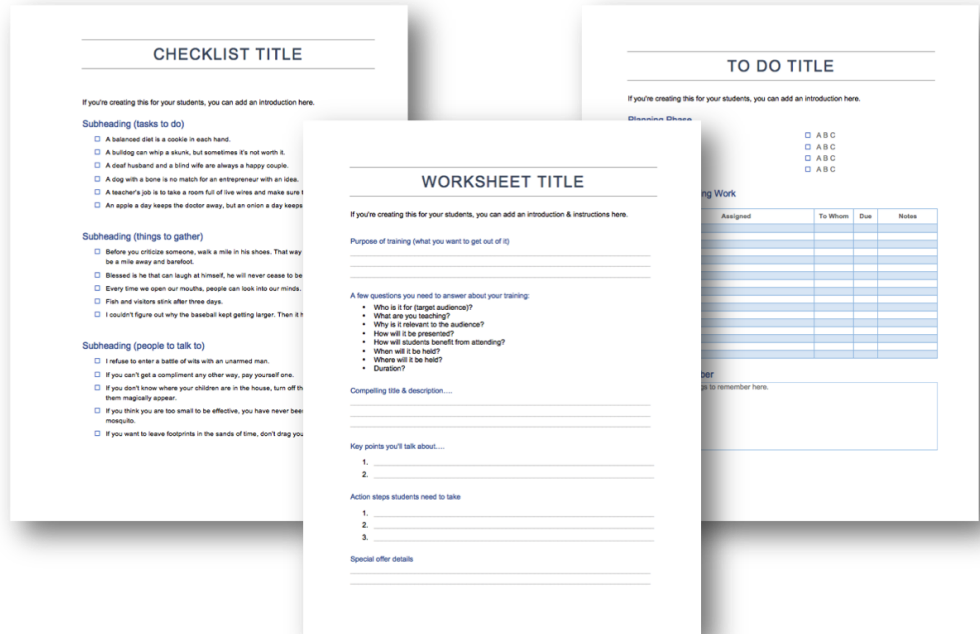 CHECKLIST TITLE
If you're creating this for your students, you can add an introduction here.
Subheading (tasks to do)
A balanced diet is a cookie in each hand.
A bulldog can whip a skunk, but sometimes it's not worth it.
A deaf husband and a blind wife are always a happy couple.
A dog with a bone is no match for an entrepreneur with an idea.
A teacher's job is to take a room full of live wires and make sure t
An apple a day keeps the doctor away, but an onion a day keeps
Subheading (things to gather)
Before you criticize someone, walk a mile in his shoes. That way
be a mile away and barefoot.
Blessed is he that can laugh at himself, he will never cease to be
Every time we open our mouths, people can look into our minds.
Fish and visitors stink after three days.
I couldn't figure out why the baseball kept getting larger. Then it h
Subheading (people to talk to)
I refuse to enter a battle of wits with an unarmed man.
If you can't get a compliment any other way, pay yourself one.
If you don't know where your children are in the house, turn off th
them magically appear.
If you think you are too small to be effective, you have never bee
mosquito.
If you want to leave footprints in the sands of time, don't drag you
WORKSHEET TITLE
If you're creating this for your students, you can add an introduction & instructions here.
Purpose of training (what you want to get out of it)
A few questions you need to answer about your training:
• Who is it for (target audience)?
• What are you teaching?
• Why is it relevant to the audience?
• How will it be presented?
• How will students benefit from attending?
• When will it be held?
• Where will it be held?
• Duration?
Compelling title & description....
Key points you'll talk about....
1.
2.
Action steps students need to take
1.
2.
3.
Special offer details
TO DO TITLE
If you're creating this for your students, you can add an introduction here.
Planning Phase
A B C
A B C
A B C
A B C
ng Work
Assigned To Whom Due Notes
ber
gs to remember here.